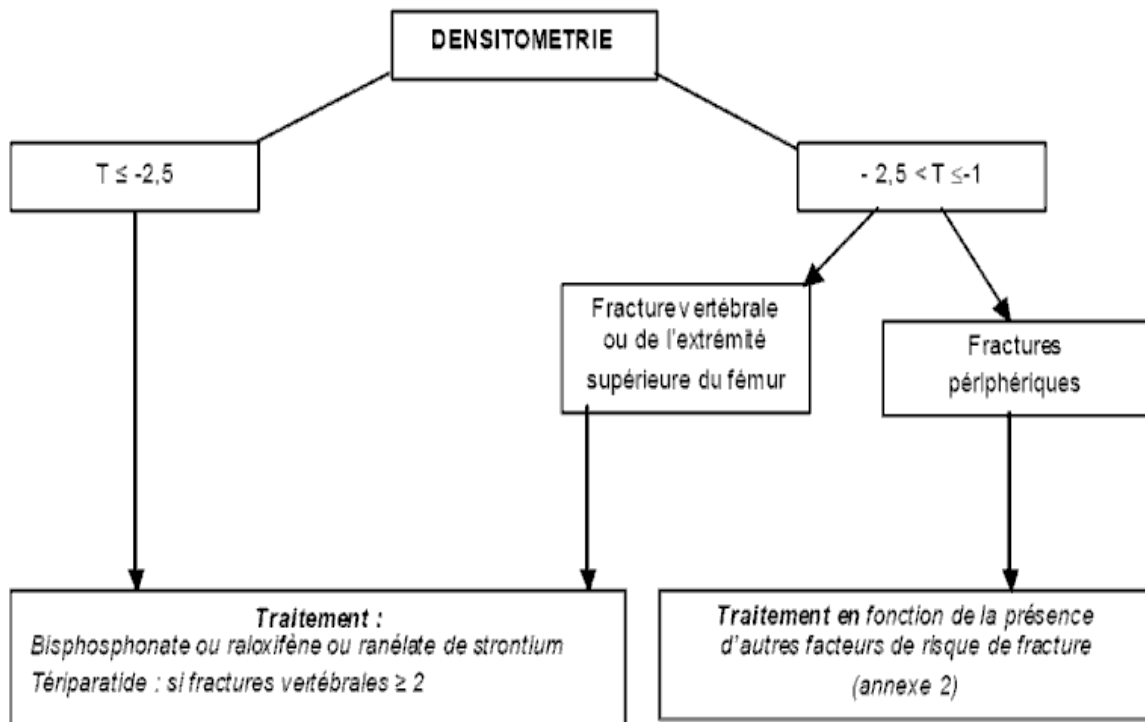 DENSITOMETRIE
T ≤ -2,5
- 2,5 < T ≤-1
Fracture vertébrale
ou de l'extrémité
supérieure du fémur
Fractures
périphériques
Traitement :
Bisphosphonate ou raloxifène ou ranélate de strontium
Tériparatide : si fractures vertébrales ≥ 2
Traitement en fonction de la présence
d'autres facteurs de risque de fracture
(annexe 2)